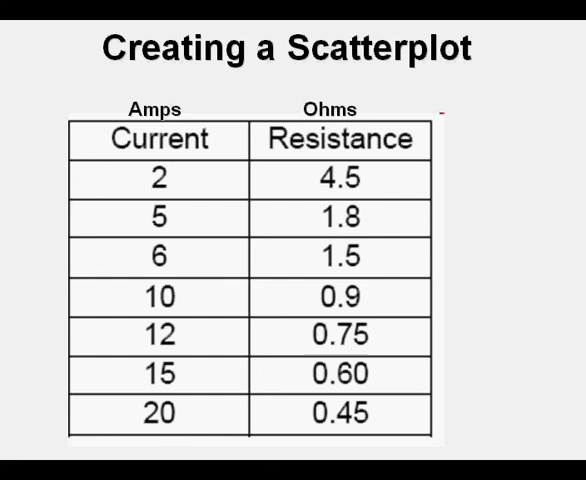 Creating a Scatterplot
Amps Ohms
Current Resistance
2 4.5
5 1.8
6 1.5
10 0.9
12 0.75
15 0.60
20 0.45